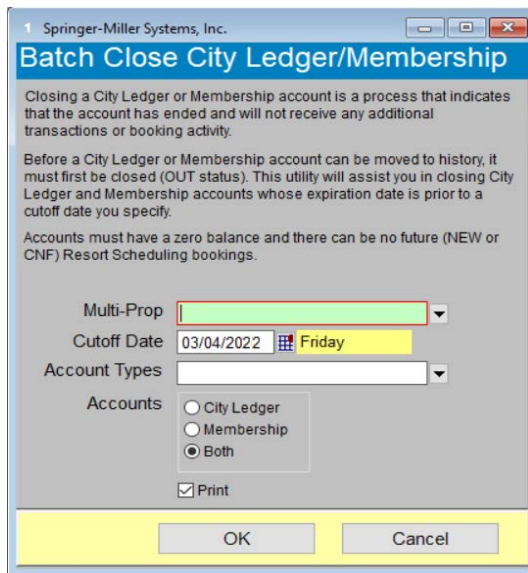 1 Springer-Miller Systems, Inc.
Batch Close City Ledger/Membership
Closing a City Ledger or Membership account is a process that indicates
that the account has ended and will not receive any additional
transactions or booking activity.
Before a City Ledger or Membership account can be moved to history, it
must first be closed (OUT status). This utility will assist you in closing City
Ledger and Membership accounts whose expiration date is prior to a
cutoff date you specify.
Accounts must have a zero balance and there can be no future (NEW or
CNF) Resort Scheduling bookings.
Multi-Prop
Cutoff Date 03/04/2022 Friday
Account Types
Accounts
City Ledger
Membership
Both
Print
OK Cancel